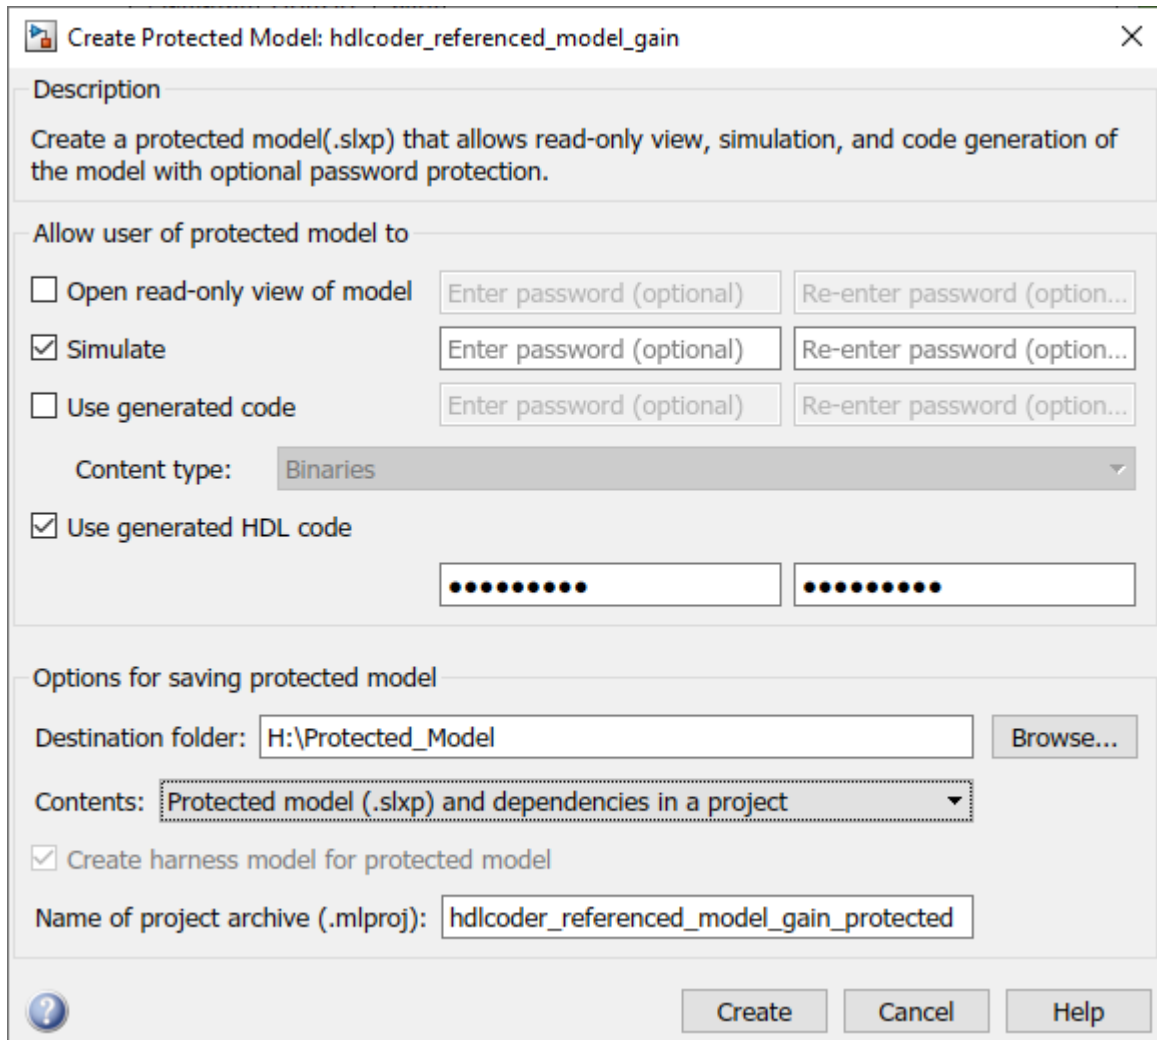 Create Protected Model: hdlcoder_referenced_model_gain
Description
Create a protected model(.slxp) that allows read-only view, simulation, and code generation of
the model with optional password protection.
Allow user of protected model to
Open read-only view of model Enter password (optional) Re-enter password (option...
Simulate Enter password (optional) Re-enter password (option...
Use generated code Enter password (optional) Re-enter password (option...
Content type: Binaries
Use generated HDL code
●●●●●●●●● ●●●●●●●●●
Options for saving protected model
Destination folder: H:\Protected_Model Browse...
Contents: Protected model (.slxp) and dependencies in a project
Create harness model for protected model
Name of project archive (.mlproj): hdlcoder_referenced_model_gain_protected
? Create Cancel Help